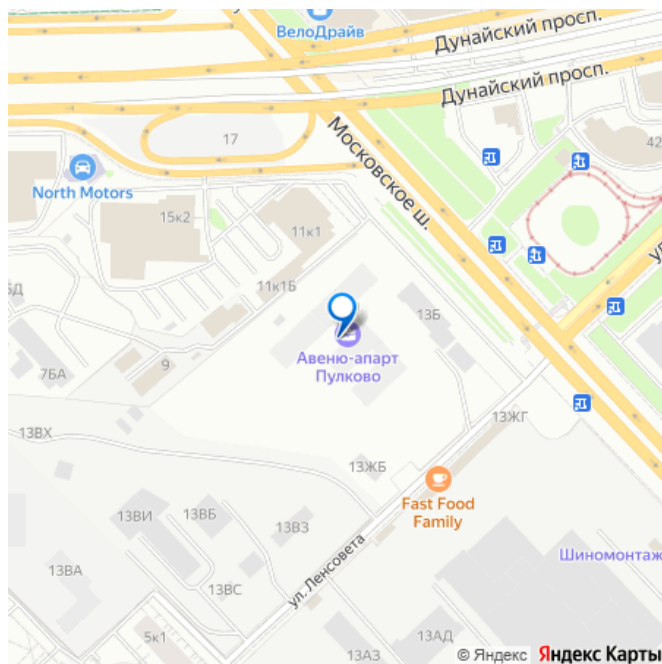 ВелоДрайв
Дунайский просп.
Дунайский просп.
Московское ш.
17
42
North Motors
15к2
11к1
11к1Б
13Б
Авеню-апарт
Пулково
9
7БА
13ВХ
13ЖГ
13ЖБ
Fast Food
Family
13ВИ
13ВБ
13ВЗ
Шиномонтаж
13ВА
13ВС
ул. Ленсовета
5к1
13АЗ
13АД
© Яндекс Яндекс Карты